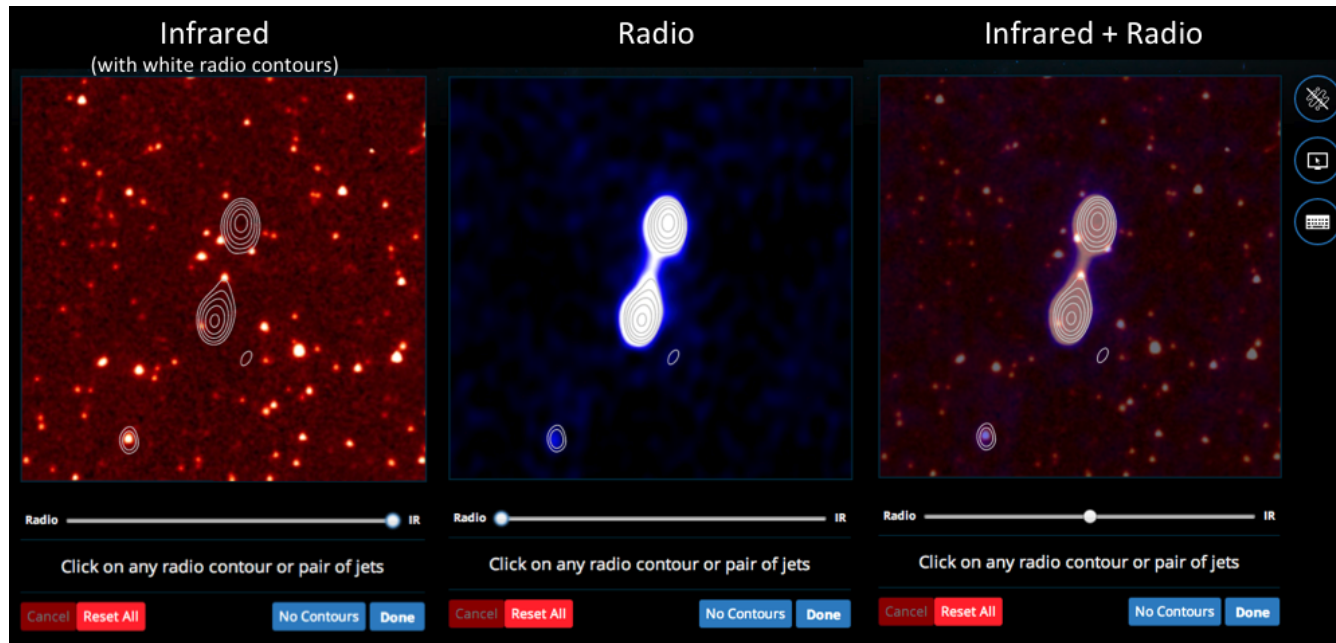 Infrared
(with white radio contours)
Radio
IR
Click on any radio contour or pair of jets
Cancel
Reset All
No Contours
Done
Radio
Radio
IR
Click on any radio contour or pair of jets
Cancel
Reset All
No Contours
Done
Infrared + Radio
Radio
IR
Click on any radio contour or pair of jets
Cancel
Reset All
No Contours
Done